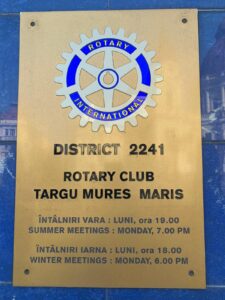 ROTARY
INTERNATIONAL
DISTRICT 2241
ROTARY CLUB
TARGU MURES MARIS
ÎNTÂLNIRI VARA : LUNI, ora 19.00
SUMMER MEETINGS : MONDAY, 7.00 PM
ÎNTÂLNIRI IARNA : LUNI, ora 18.00
WINTER MEETINGS : MONDAY, 6.00 PM